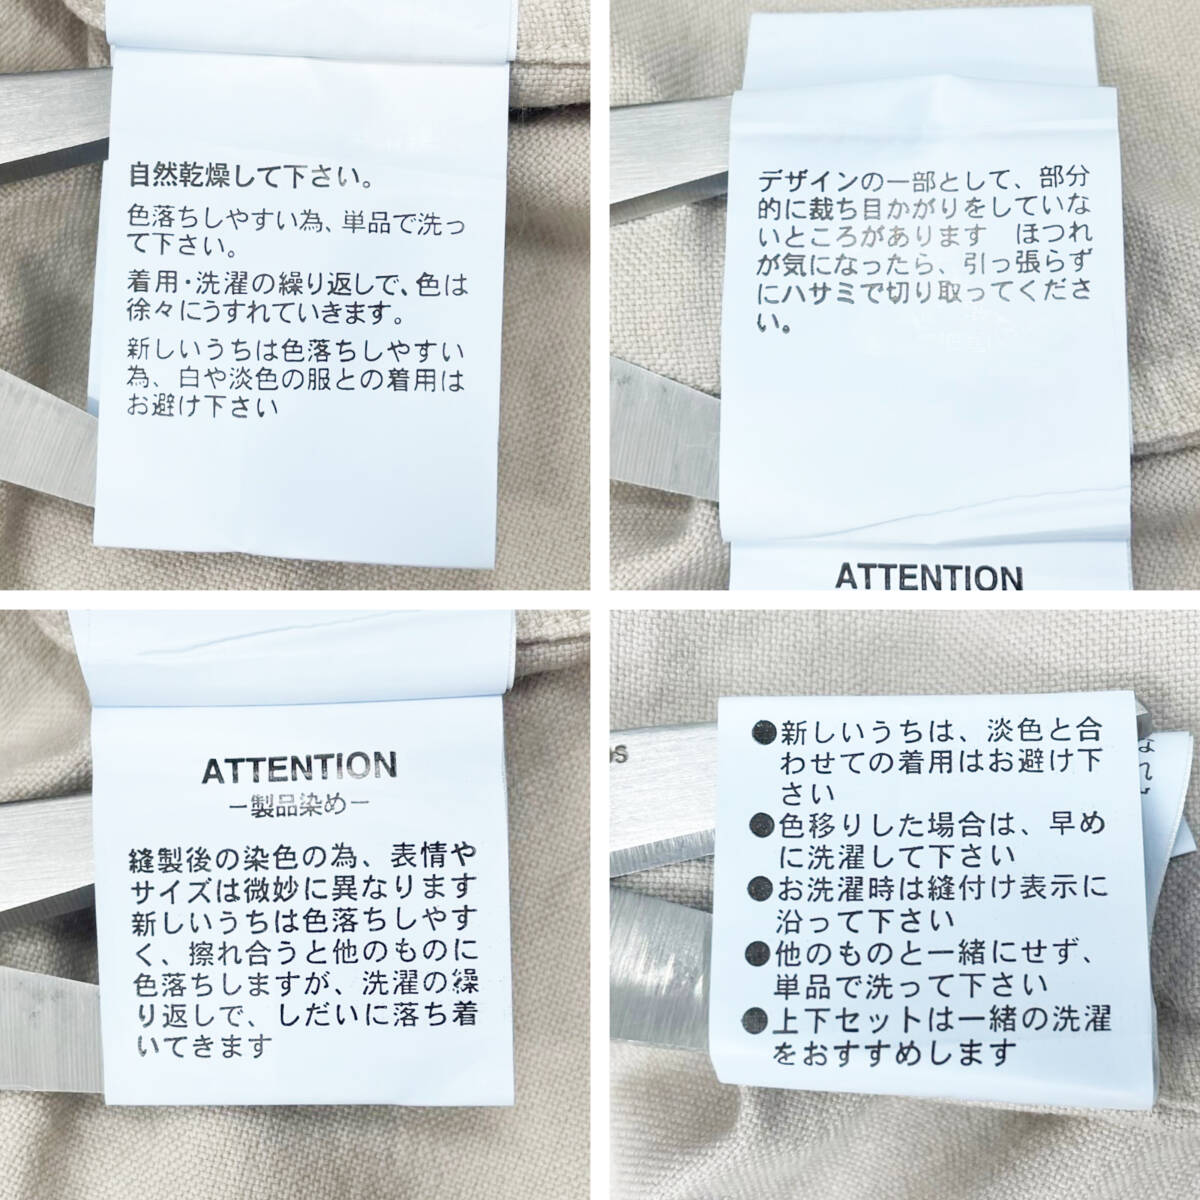 自然乾燥して下さい。
色落ちしやすい為、単品で洗っ
て下さい。
着用・洗濯の繰り返しで、色は
徐々にうすれていきます。
新しいうちは色落ちしやすい
為、白や淡色の服との着用は
お避け下さい
デザインの一部として、部分
的に裁ち目かがりをしていな
いところがあります　ほつれ
が気になったら、引っ張らず
にハサミで切り取ってくださ
い。
ATTENTION
ATTENTION
ー製品染めー
縫製後の染色の為、表情や
サイズは微妙に異なります
新しいうちは色落ちしやす
く、擦れ合うと他のものに
色落ちしますが、洗濯の繰
り返しで、しだいに落ち着
いてきます
●新しいうちは、淡色と合
わせての着用はお避け下
さい
●色移りした場合は、早め
に洗濯して下さい
●お洗濯時は縫付け表示に
沿って下さい
●他のものと一緒にせず、
単品で洗って下さい
●上下セットは一緒の洗濯
をおすすめします